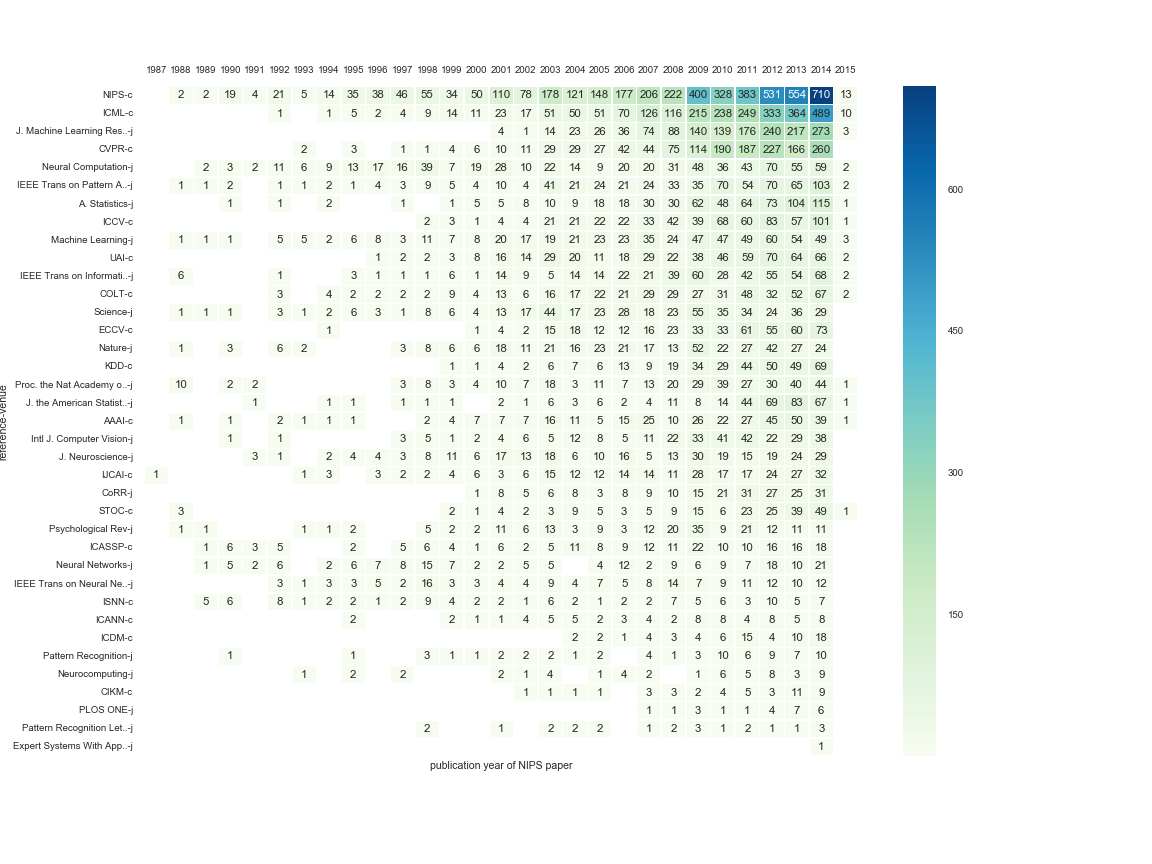 1987 1988 1989 1990 1991 1992 1993 1994 1995 1996 1997 1998 1999 2000 2001 2002 2003 2004 2005 2006 2007 2008 2009 2010 2011 2012 2013 2014 2015
NIPS-c 2 2 19 4 21 5 14 35 38 46 55 34 50 110 78 178 121 148 177 206 222 400 328 383 531 554 710 13
ICML-c 1 1 5 2 4 9 14 11 23 17 51 50 51 70 126 116 215 238 249 333 364 489 10
J. Machine Learning Res..-j 4 1 14 23 26 36 74 88 140 139 176 240 217 273 3
CVPR-c 2 3 1 1 4 6 10 11 29 29 27 42 44 75 114 190 187 227 166 260
Neural Computation-j 2 3 2 11 6 9 13 17 16 39 7 19 28 10 22 14 9 20 20 31 48 36 43 70 55 59 2
IEEE Trans on Pattern A..-j 1 1 2 1 1 2 1 4 3 9 5 4 10 4 41 21 24 21 24 33 35 70 54 70 65 103 2
A. Statistics-j 1 1 2 1 1 5 5 8 10 9 18 18 30 30 62 48 64 73 104 115 1
ICCV-c 2 3 1 4 4 21 21 22 22 33 42 39 68 60 83 57 101 1
Machine Learning-j 1 1 1 5 5 2 6 8 3 11 7 8 20 17 19 21 23 23 35 24 47 47 49 60 54 49 3
UAI-c 1 2 2 3 8 16 14 29 20 11 18 29 22 38 46 59 70 64 66 2
IEEE Trans on Informati..-j 6 1 3 1 1 1 6 1 14 9 5 14 14 22 21 39 60 28 42 55 54 68 2
COLT-c 3 4 2 2 2 2 9 4 13 6 16 17 22 21 29 29 27 31 48 32 52 67 2
Science-j 1 1 1 3 1 2 6 3 1 8 6 4 13 17 44 17 23 28 18 23 55 35 34 24 36 29
ECCV-c 1 1 4 2 15 18 12 12 16 23 33 33 61 55 60 73
Nature-j 1 3 6 2 3 8 6 6 18 11 21 16 23 21 17 13 52 22 27 42 27 24
KDD-c 1 1 4 2 6 7 6 13 9 19 34 29 44 50 49 69
Proc. the Nat Academy o..-j 10 2 2 3 8 3 4 10 7 18 3 11 7 13 20 29 39 27 30 40 44 1
J. the American Statist..-j 1 1 1 1 1 1 2 1 6 3 6 2 4 11 8 14 44 69 83 67 1
AAAI-c 1 1 2 1 1 1 2 4 7 7 7 16 11 5 15 25 10 26 22 27 45 50 39 1
Intl J. Computer Vision-j 1 1 3 5 1 2 4 6 5 12 8 5 11 22 33 41 42 22 29 38
J. Neuroscience-j 3 1 2 4 4 3 8 11 6 17 13 18 6 10 16 5 13 30 19 15 19 24 29
IJCAI-c 1 1 3 3 2 2 4 6 3 6 15 12 12 14 14 11 28 17 17 24 27 32
CoRR-j 1 8 5 6 8 3 8 9 10 15 21 31 27 25 31
STOC-c 3 2 1 4 2 3 9 5 3 5 9 15 6 23 25 39 49 1
Psychological Rev-j 1 1 1 1 2 5 2 2 11 6 13 3 9 3 12 20 35 9 21 12 11 11
ICASSP-c 1 6 3 5 2 5 6 4 1 6 2 5 11 8 9 12 11 22 10 10 16 16 18
Neural Networks-j 1 5 2 6 2 6 7 8 15 7 2 2 5 5 4 12 2 9 6 9 7 18 10 21
IEEE Trans on Neural Ne..-j 3 1 3 3 5 2 16 3 3 4 4 9 4 7 5 8 14 7 9 11 12 10 12
ISNN-c 5 6 8 1 2 2 1 2 9 4 2 2 1 6 2 1 2 2 7 5 6 3 10 5 7
ICANN-c 2 2 1 1 4 5 5 2 3 4 2 8 8 4 8 5 8
ICDM-c 2 2 1 4 3 4 6 15 4 10 18
Pattern Recognition-j 1 1 3 1 1 2 2 2 1 2 4 1 3 10 6 9 7 10
Neurocomputing-j 1 2 2 2 1 4 1 4 2 1 6 5 8 3 9
CIKM-c 1 1 1 1 3 3 2 4 5 3 11 9
PLOS ONE-j 1 1 3 1 1 4 7 6
Pattern Recognition Let..-j 2 1 2 2 2 1 2 3 1 2 1 1 3
Expert Systems With App..-j 1
publication year of NIPS paper
reference-venue
600
450
300
150